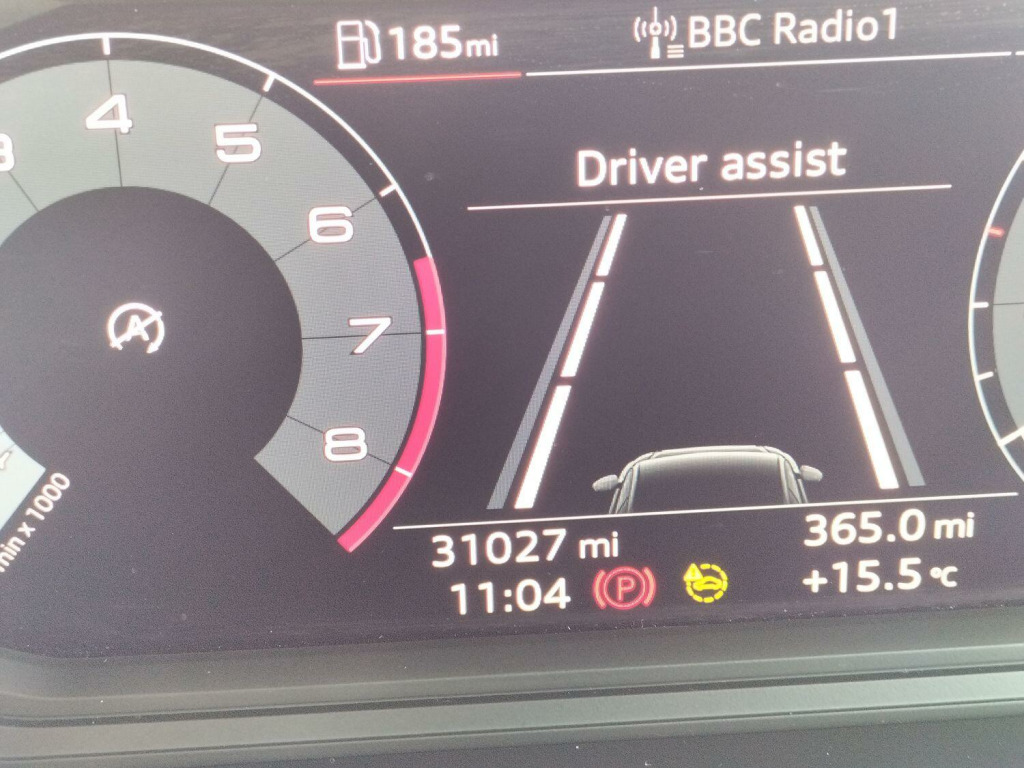 185mi
BBC Radio1
3
4
5
6
7
8
min x 1000
A
Driver assist
31027 mi
365.0 mi
11:04
P
+15.5°C